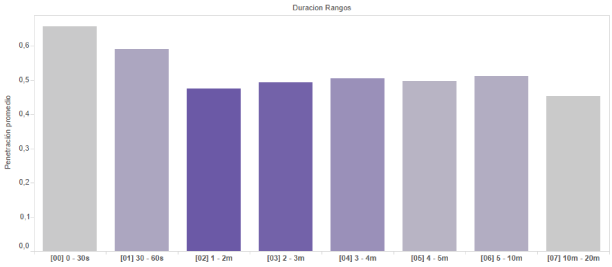 Duracion Rangos
Penetración promedio
0,6
0,5
0,4
0,3
0,2
0,1
0,0
[00] 0 - 30s [01] 30 - 60s [02] 1 - 2m [03] 2 - 3m [04] 3 - 4m [05] 4 - 5m [06] 5 - 10m [07] 10m - 20m